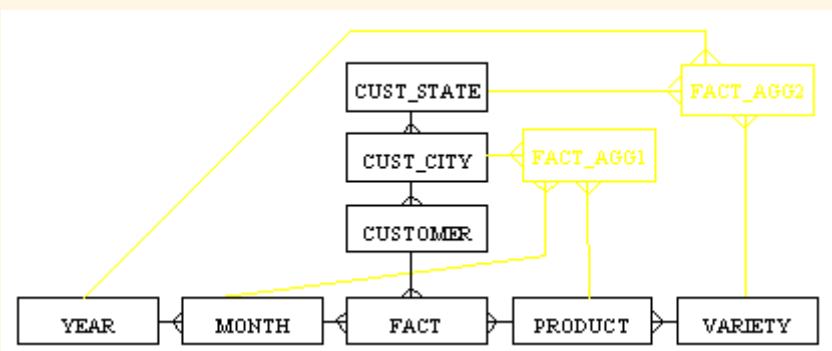 CUST_STATE
FACT_AGG2
CUST_CITY
FACT_AGG1
CUSTOMER
YEAR
MONTH
FACT
PRODUCT
VARIETY